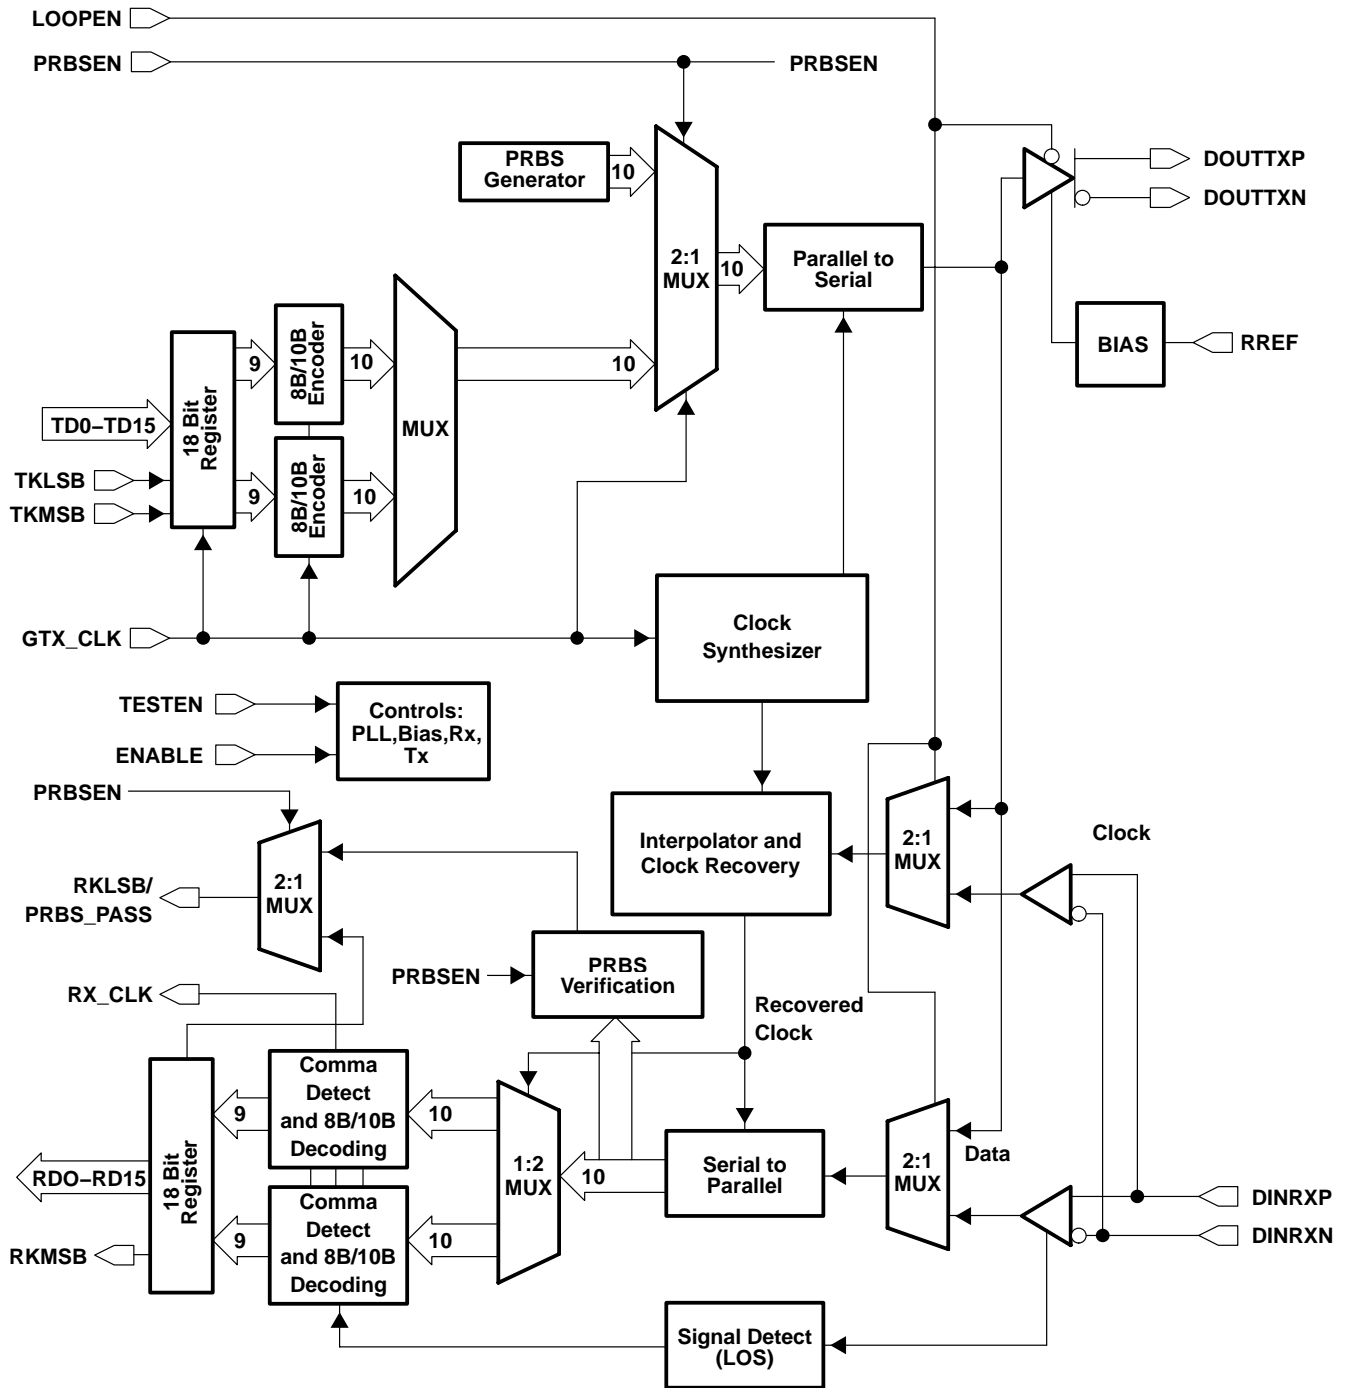 LOOPEN
PRBSEN
PRBSEN
PRBS
Generator
10
DOUTTXP
DOUTTXN
2:1
MUX
10
Parallel to
Serial
BIAS
RREF
TD0–TD15
TKLSB
TKMSB
18 Bit
Register
9
9
8B/10B
Encoder
8B/10B
Encoder
10
10
MUX
10
GTX_CLK
Clock
Synthesizer
TESTEN
ENABLE
Controls:
PLL,Bias,Rx,
Tx
PRBSEN
2:1
MUX
RKLSB/
PRBS_PASS
Interpolator and
Clock Recovery
2:1
MUX
Clock
PRBSEN
PRBS
Verification
RX_CLK
Recovered
Clock
18 Bit
Register
RDO–RD15
RKMSB
9
9
Comma
Detect
and 8B/10B
Decoding
Comma
Detect
and 8B/10B
Decoding
10
10
1:2
MUX
10
Serial to
Parallel
2:1
MUX
Data
DINRXP
DINRXN
Signal Detect
(LOS)